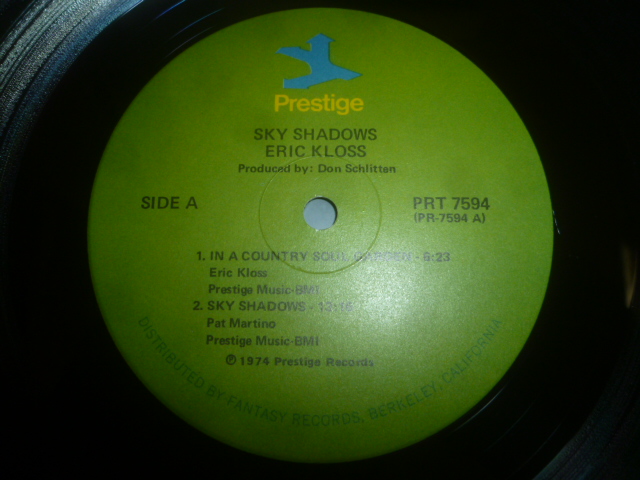 Prestige
SKY SHADOWS
ERIC KLOSS
Produced by: Don Schlitten
SIDE A
PRT 7594
(PR-7594 A)
1. IN A COUNTRY SOUL GARDEN - 6:23
Eric Kloss
Prestige Music-BMI
2. SKY SHADOWS - 12:16
Pat Martino
Prestige Music-BMI
℗ 1974 Prestige Records
DISTRIBUTED BY FANTASY RECORDS, BERKELEY, CALIFORNIA